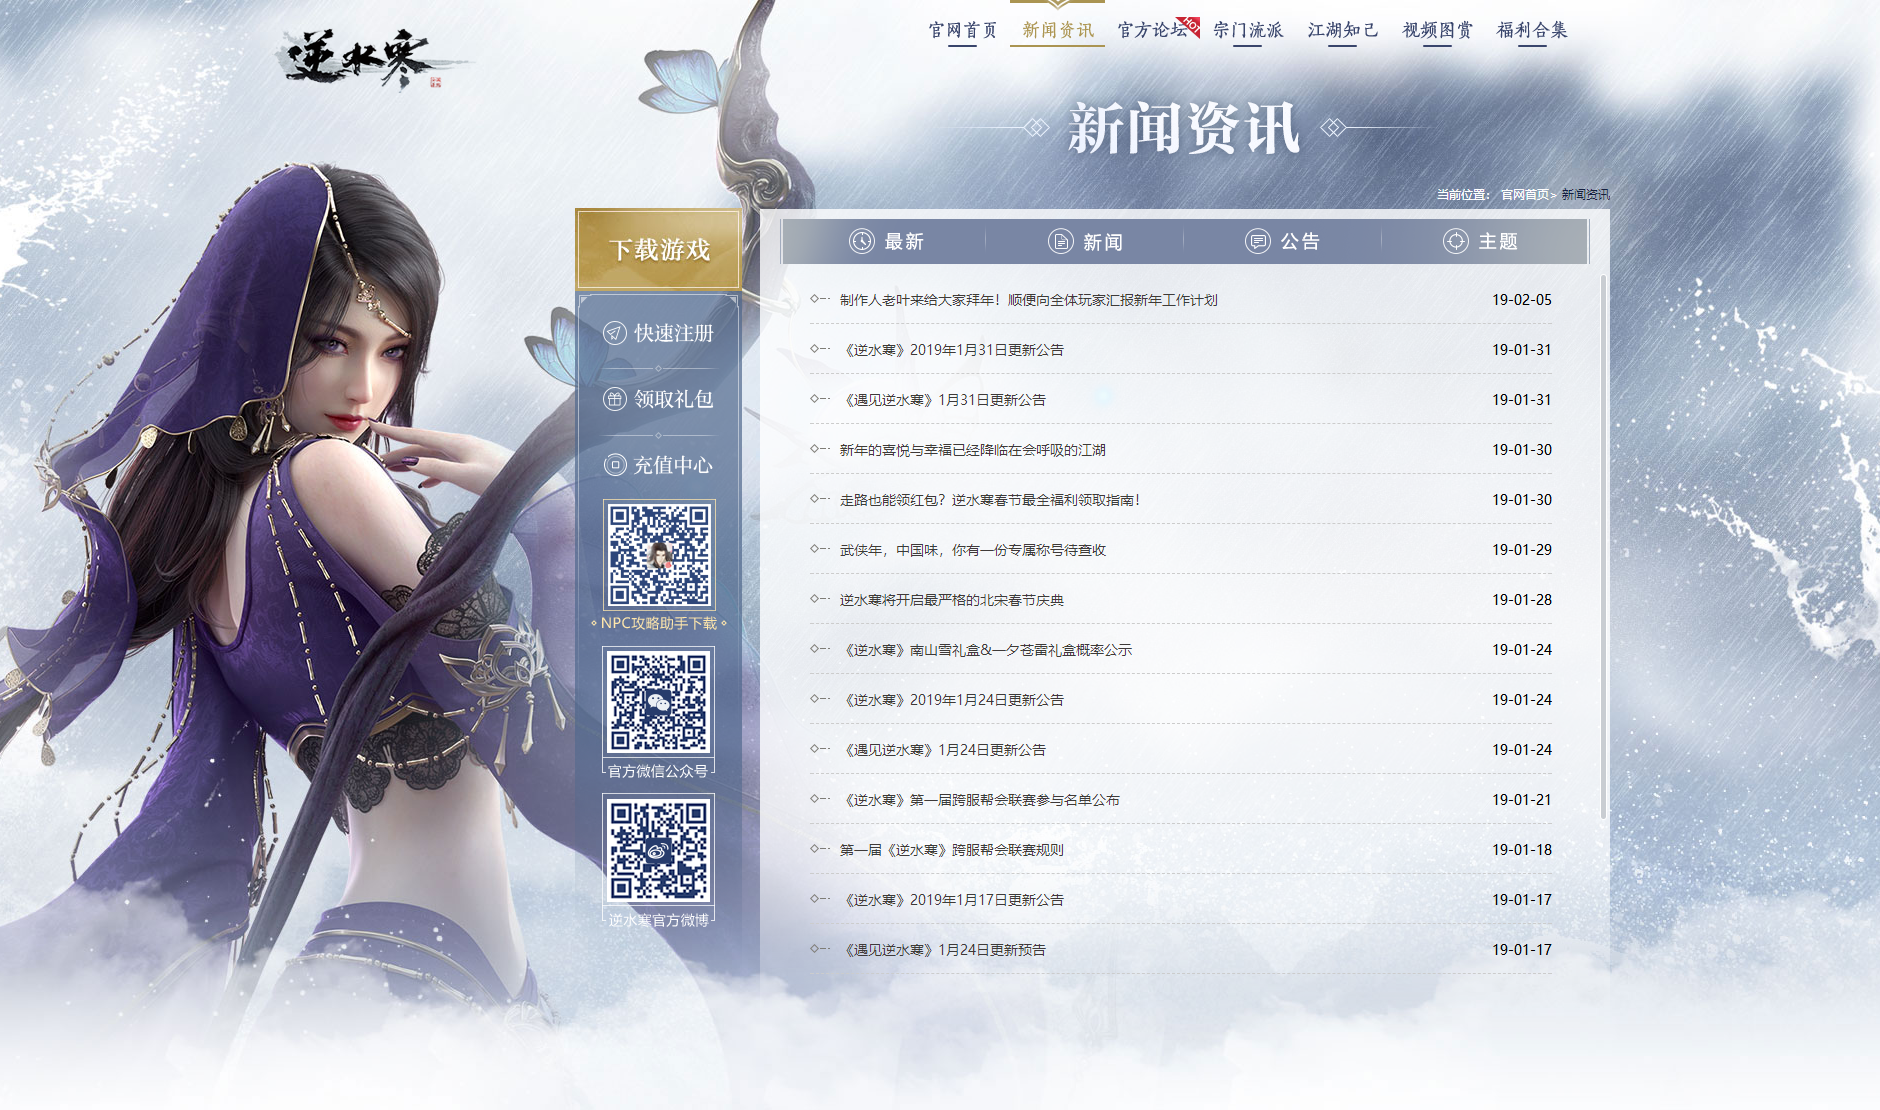 逆水寒
官网首页 新闻资讯 官方论坛 HOT 宗门流派 江湖知己 视频图赏 福利合集
新闻资讯
当前位置： 官网首页> 新闻资讯
下载游戏
快速注册
领取礼包
充值中心
NPC攻略助手下载
官方微信公众号
逆水寒官方微博
最新 新闻 公告 主题
制作人老叶来给大家拜年！顺便向全体玩家汇报新年工作计划 19-02-05
《逆水寒》2019年1月31日更新公告 19-01-31
《遇见逆水寒》1月31日更新公告 19-01-31
新年的喜悦与幸福已经降临在会呼吸的江湖 19-01-30
走路也能领红包？逆水寒春节最全福利领取指南！ 19-01-30
武侠年，中国味，你有一份专属称号待查收 19-01-29
逆水寒将开启最严格的北宋春节庆典 19-01-28
《逆水寒》南山雪礼盒&一夕苍雷礼盒概率公示 19-01-24
《逆水寒》2019年1月24日更新公告 19-01-24
《遇见逆水寒》1月24日更新公告 19-01-24
《逆水寒》第一届跨服帮会联赛参与名单公布 19-01-21
第一届《逆水寒》跨服帮会联赛规则 19-01-18
《逆水寒》2019年1月17日更新公告 19-01-17
《遇见逆水寒》1月24日更新预告 19-01-17